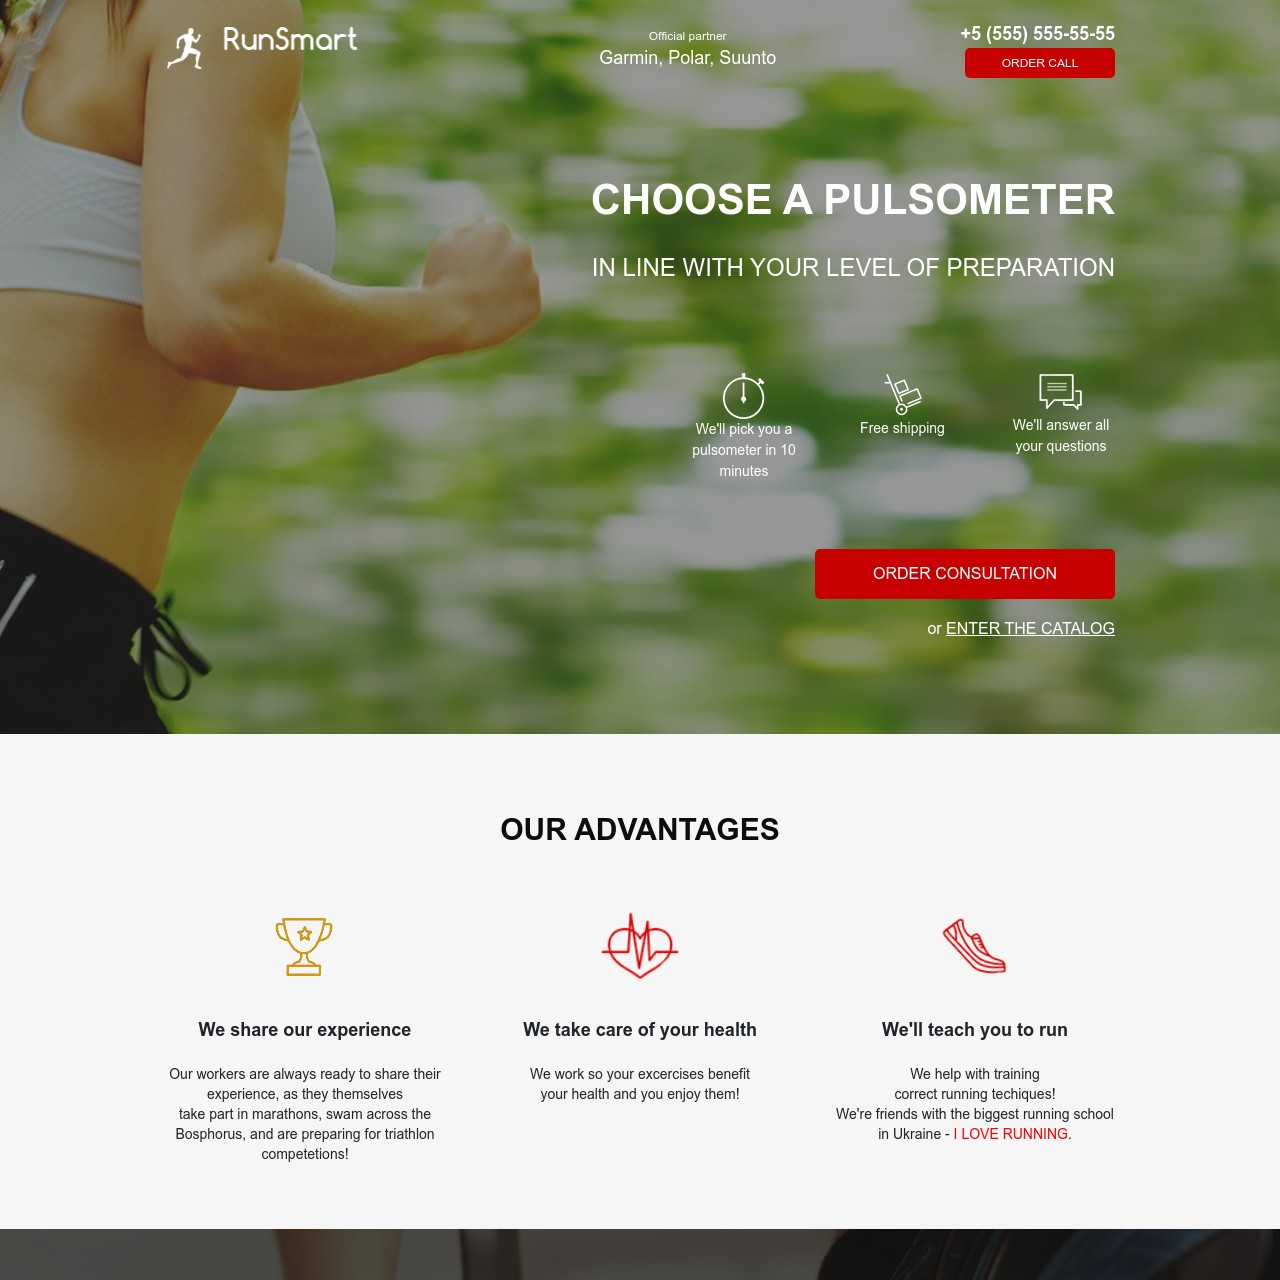 RunSmart
Official partner
Garmin, Polar, Suunto
+5 (555) 555-55-55
ORDER CALL
CHOOSE A PULSOMETER
IN LINE WITH YOUR LEVEL OF PREPARATION
We'll pick you a
pulsometer in 10
minutes
Free shipping
We'll answer all
your questions
ORDER CONSULTATION
or ENTER THE CATALOG
OUR ADVANTAGES
We share our experience
Our workers are always ready to share their
experience, as they themselves
take part in marathons, swam across the
Bosphorus, and are preparing for triathlon
competetions!
We take care of your health
We work so your excercises benefit
your health and you enjoy them!
We'll teach you to run
We help with training
correct running techiques!
We're friends with the biggest running school
in Ukraine - I LOVE RUNNING.